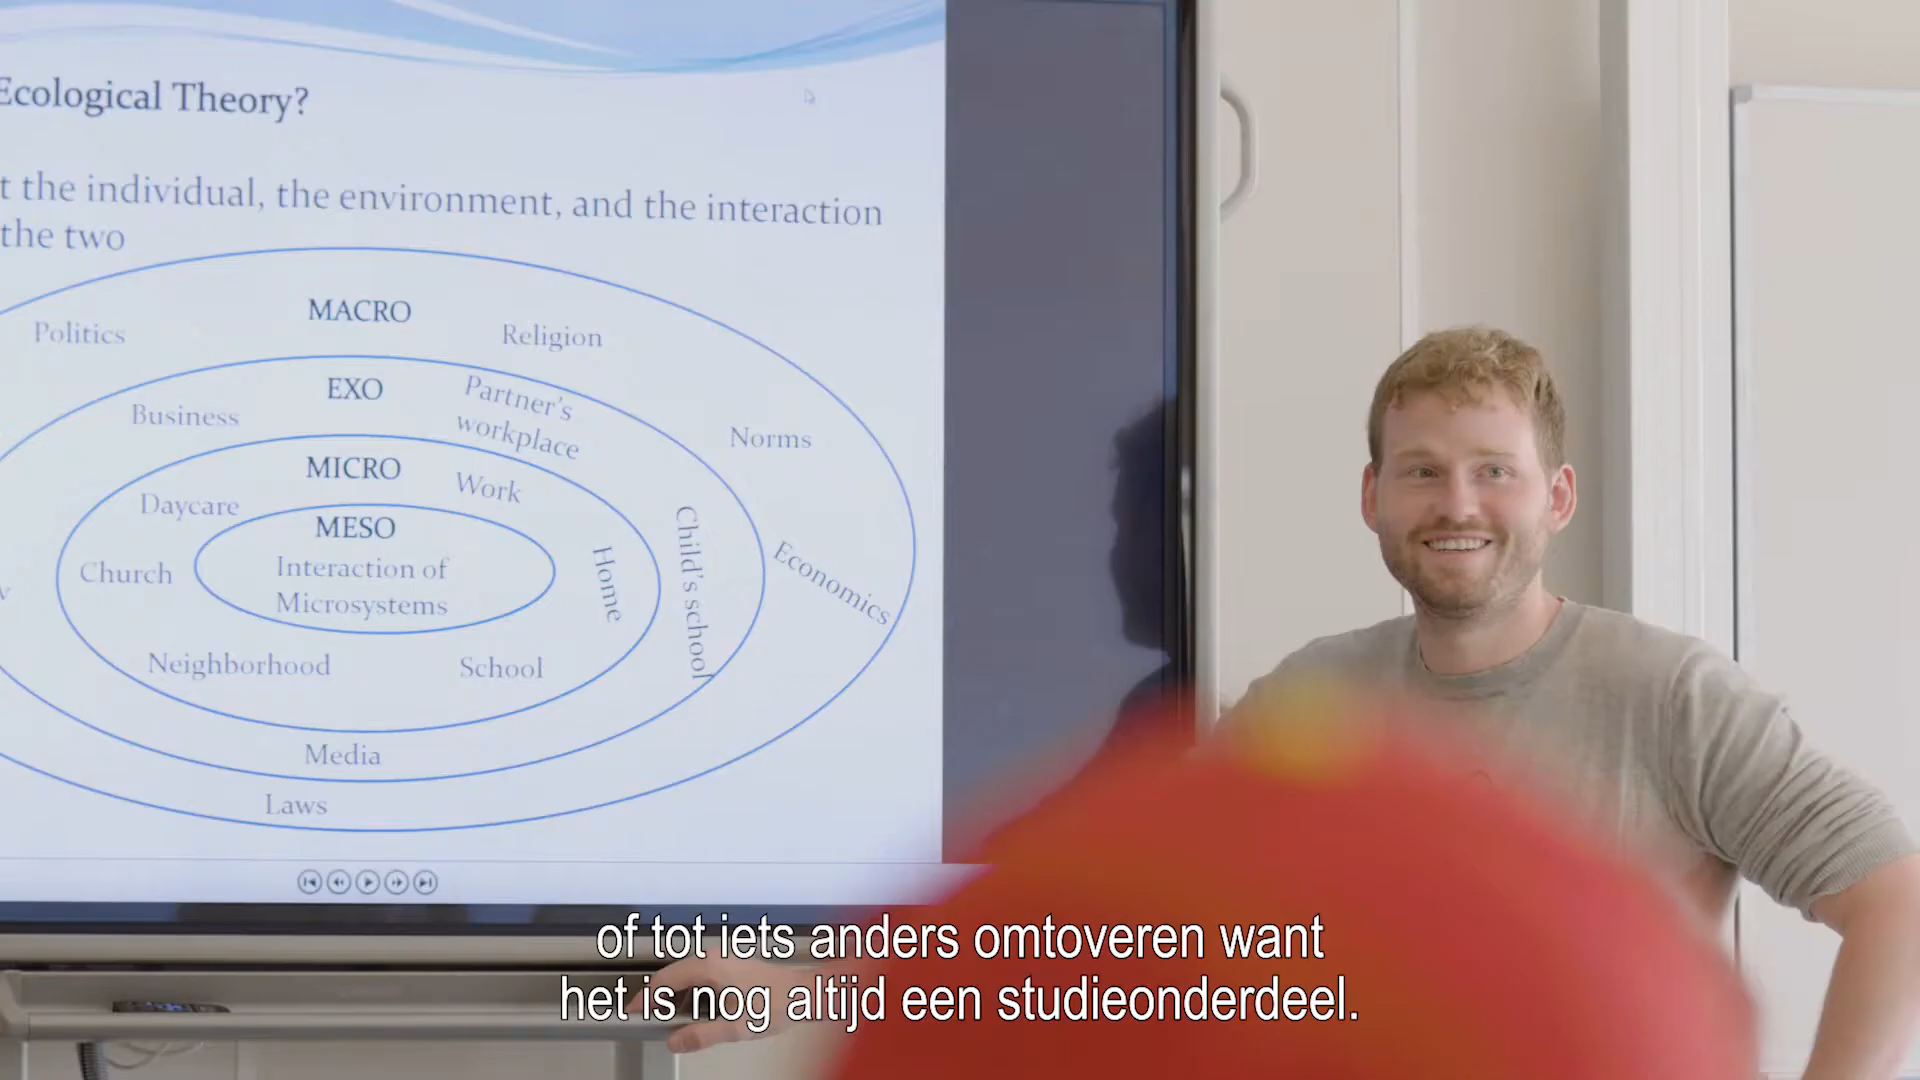 Ecological Theory?
t the individual, the environment, and the interaction
the two
MACRO
Politics
Religion
EXO
Partner's
workplace
Business
Norms
MICRO
Work
Daycare
MESO
Child's school
Economics
Church
Interaction of
Microsystems
Home
Neighborhood
School
Media
Laws
of tot iets anders omtoveren want
het is nog altijd een studieonderdeel.